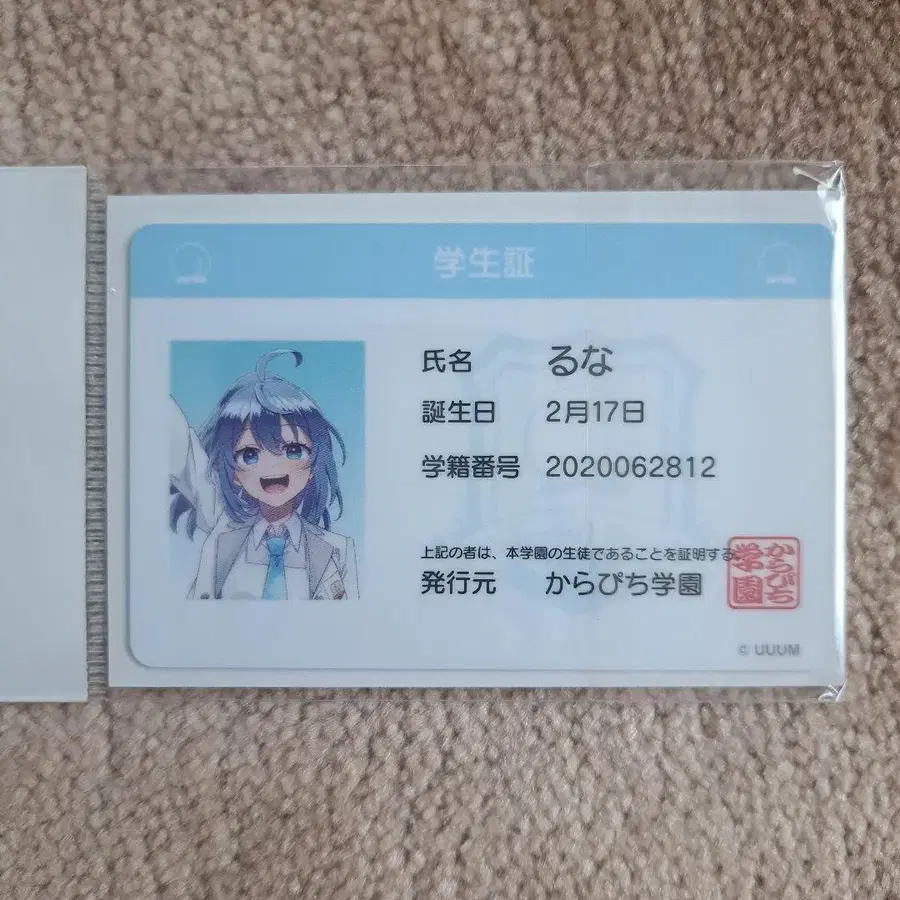 学生証
氏名 るな
誕生日 2月17日
学籍番号 2020062812
上記の者は、本学園の生徒であることを証明する。
発行元 からぴち学園
からぴち
学園
© UUUM